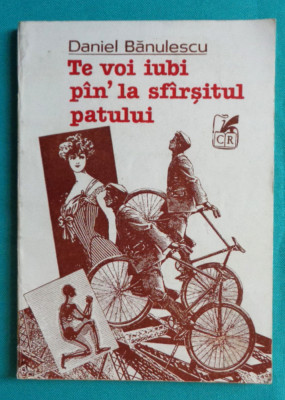 Daniel Bănulescu
Te voi iubi
pîn' la sfîrşitul
patului
CR